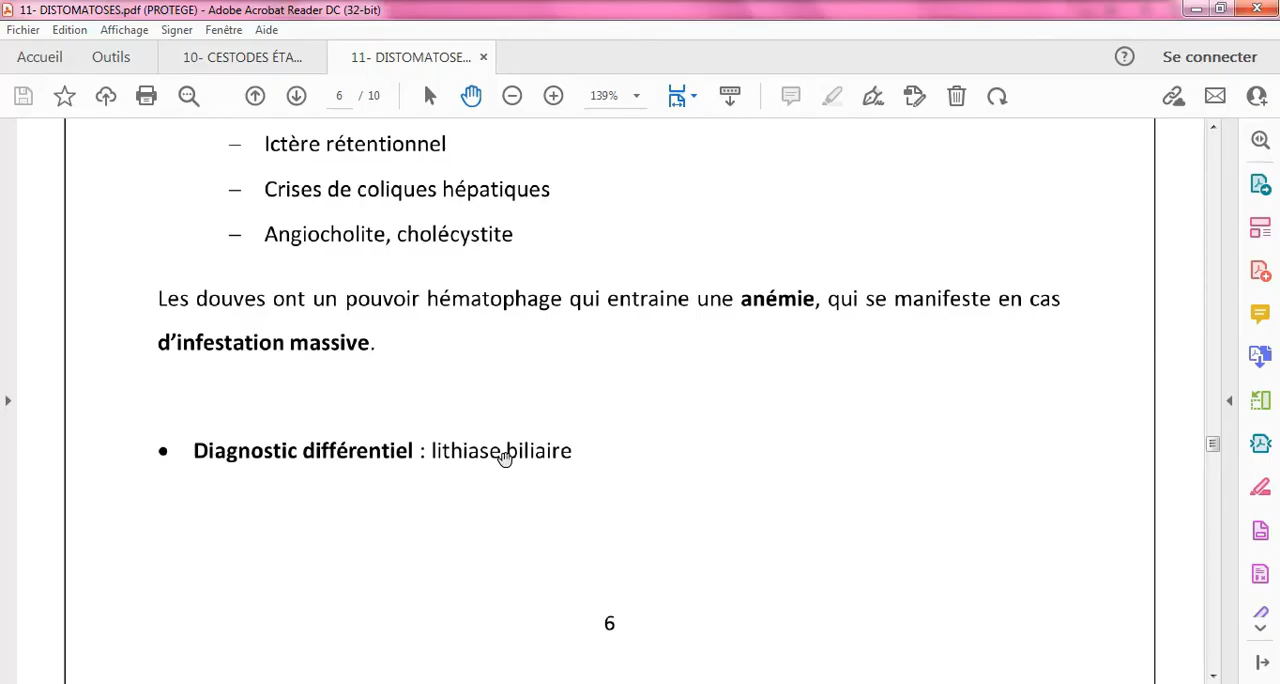 11- DISTOMATOSES.pdf (PROTEGE) - Adobe Acrobat Reader DC (32-bit)
Fichier Edition Affichage Signer Fenêtre Aide
Accueil Outils 10- CESTODES ÉTA... 11- DISTOMATOSE... × ? Se connecter
6 / 10 139%
– Ictère rétentionnel
– Crises de coliques hépatiques
– Angiocholite, cholécystite
Les douves ont un pouvoir hématophage qui entraine une anémie, qui se manifeste en cas
d’infestation massive.
• Diagnostic différentiel : lithiase biliaire
6